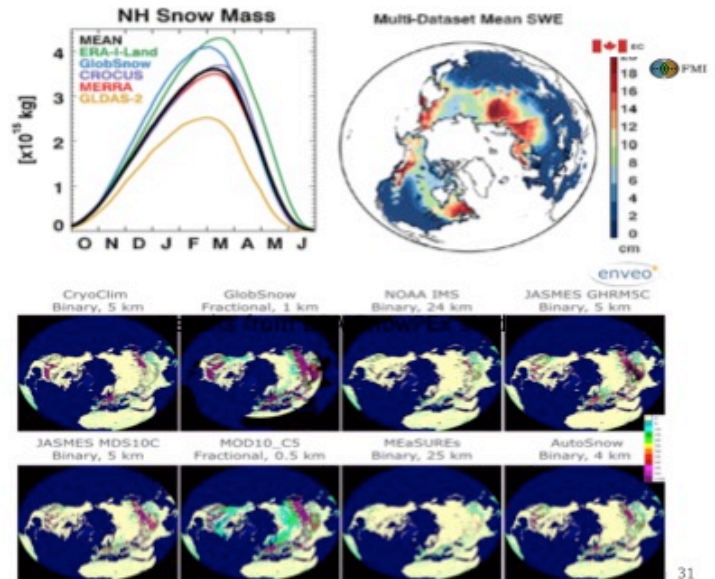 NH Snow Mass
MEAN
ERA-I-Land
GlobSnow
CROCUS
MERRA
GLDAS-2
[x10¹⁵ kg]
4
3
2
1
0
O N D J F M A M J
Multi-Dataset Mean SWE
EC
FMI
18
16
14
12
10
8
6
4
2
0
cm
enveo
CryoClim
Binary, 5 km
GlobSnow
Fractional, 1 km
NOAA IMS
Binary, 24 km
JASMES GHRM5C
Binary, 5 km
JASMES MDS10C
Binary, 5 km
MOD10_C5
Fractional, 0.5 km
MEaSUREs
Binary, 25 km
AutoSnow
Binary, 4 km
31